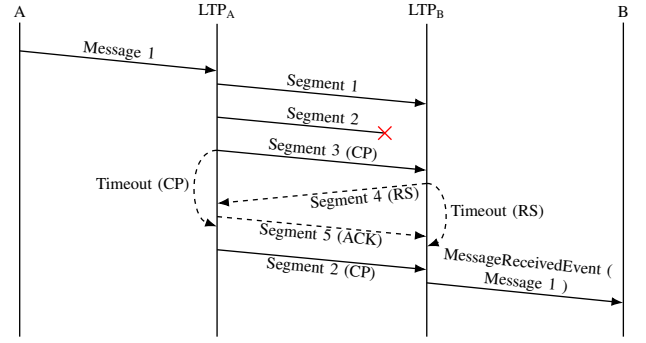 A
LTP_A
LTP_B
B
Message 1
Segment 1
Segment 2
Segment 3 (CP)
Timeout (CP)
Segment 4 (RS)
Timeout (RS)
Segment 5 (ACK)
Segment 2 (CP)
MessageReceivedEvent (
Message 1 )